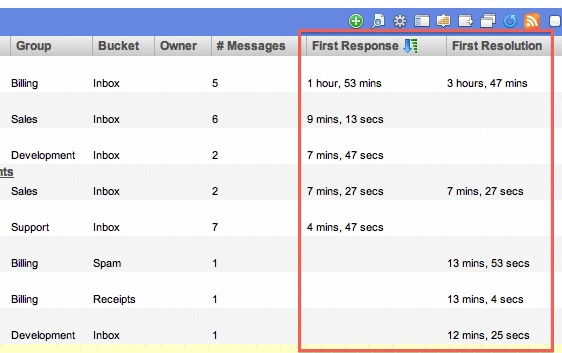 Group Bucket Owner # Messages First Response First Resolution
Billing Inbox 5 1 hour, 53 mins 3 hours, 47 mins
Sales Inbox 6 9 mins, 13 secs
Development Inbox 2 7 mins, 47 secs
nts
Sales Inbox 2 7 mins, 27 secs 7 mins, 27 secs
Support Inbox 7 4 mins, 47 secs
Billing Spam 1 13 mins, 53 secs
Billing Receipts 1 13 mins, 4 secs
Development Inbox 1 12 mins, 25 secs